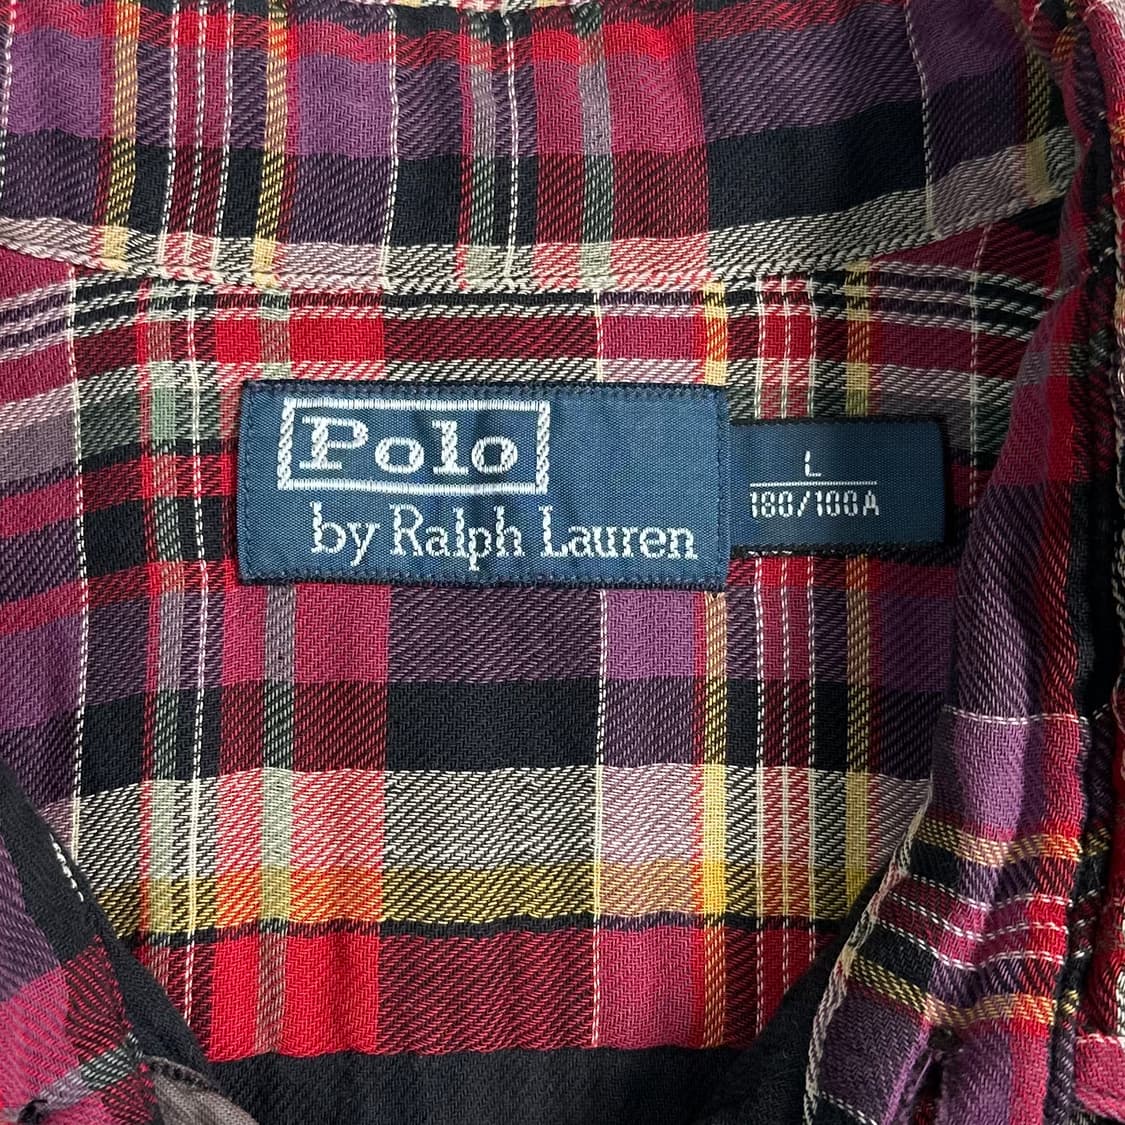 Polo
by Ralph Lauren
L
180/100A